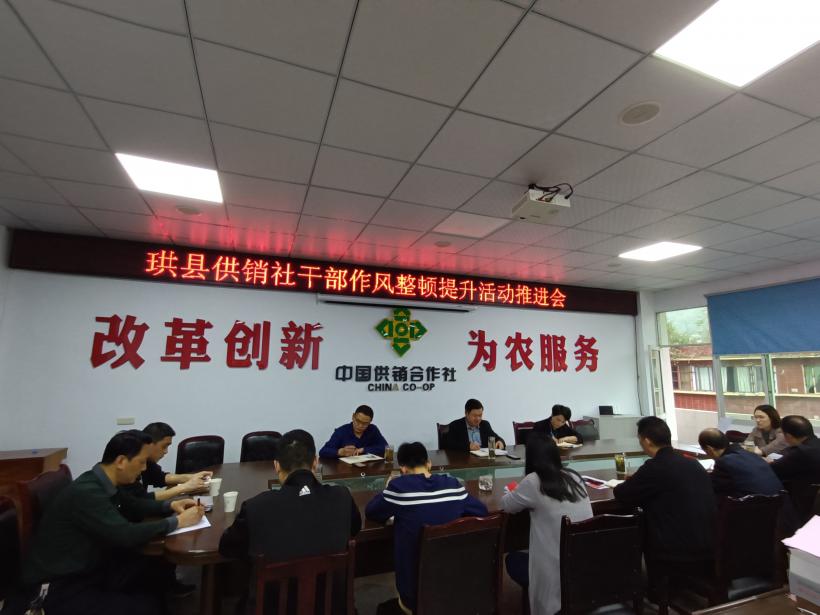 珙县供销社干部作风整顿提升活动推进会
改革创新
为农服务
中国供销合作社
CHINA CO-OP